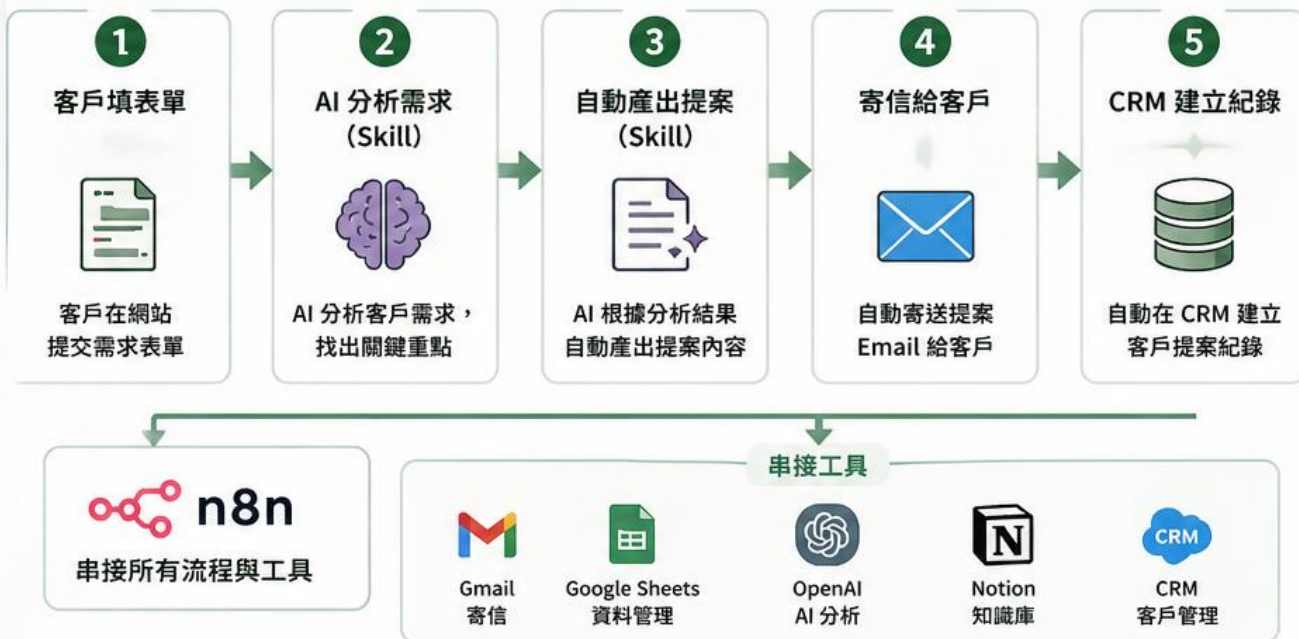 1
客戶填表單
客戶在網站
提交需求表單
2
AI 分析需求
（Skill）
AI 分析客戶需求，
找出關鍵重點
3
自動產出提案
（Skill）
AI 根據分析結果
自動產出提案內容
4
寄信給客戶
自動寄送提案
Email 給客戶
5
CRM 建立紀錄
自動在 CRM 建立
客戶提案紀錄
n8n
串接所有流程與工具
串接工具
Gmail
寄信
Google Sheets
資料管理
OpenAI
AI 分析
N
Notion
知識庫
CRM
CRM
客戶管理